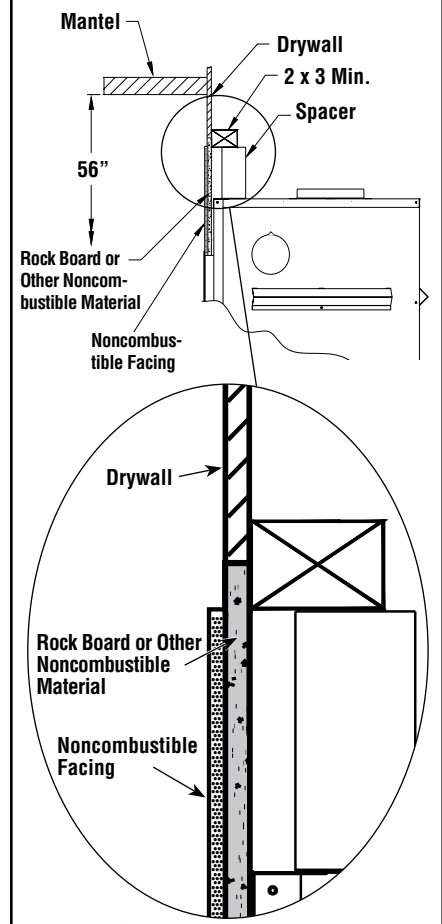 Mantel
Drywall
2 x 3 Min.
Spacer
56”
Rock Board or
Other Noncom-
bustible Material
Noncombus-
tible Facing
Drywall
Rock Board or Other
Noncombustible
Material
Noncombustible
Facing